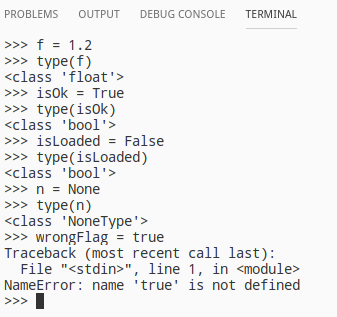 PROBLEMS OUTPUT DEBUG CONSOLE TERMINAL
>>> f = 1.2
>>> type(f)
<class 'float'>
>>> isOk = True
>>> type(isOk)
<class 'bool'>
>>> isLoaded = False
>>> type(isLoaded)
<class 'bool'>
>>> n = None
>>> type(n)
<class 'NoneType'>
>>> wrongFlag = true
Traceback (most recent call last):
  File "<stdin>", line 1, in <module>
NameError: name 'true' is not defined
>>>